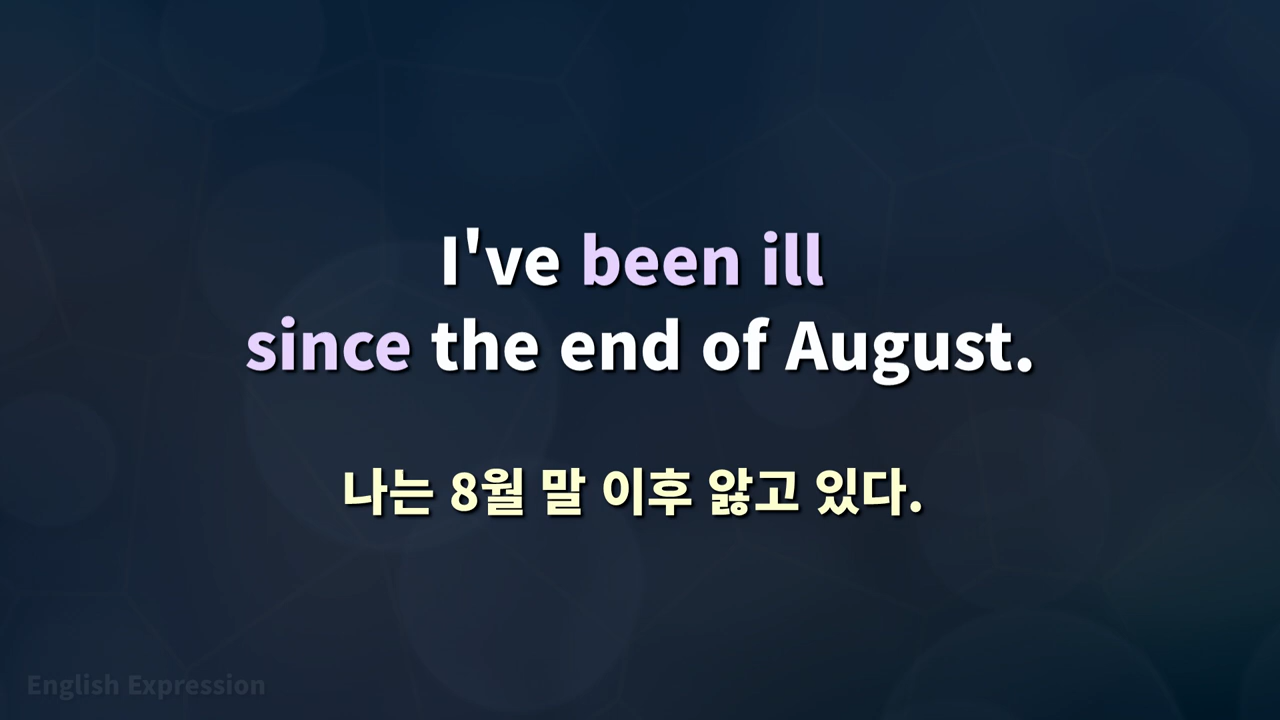 I've been ill
since the end of August.
나는 8월 말 이후 앓고 있다.
English Expression